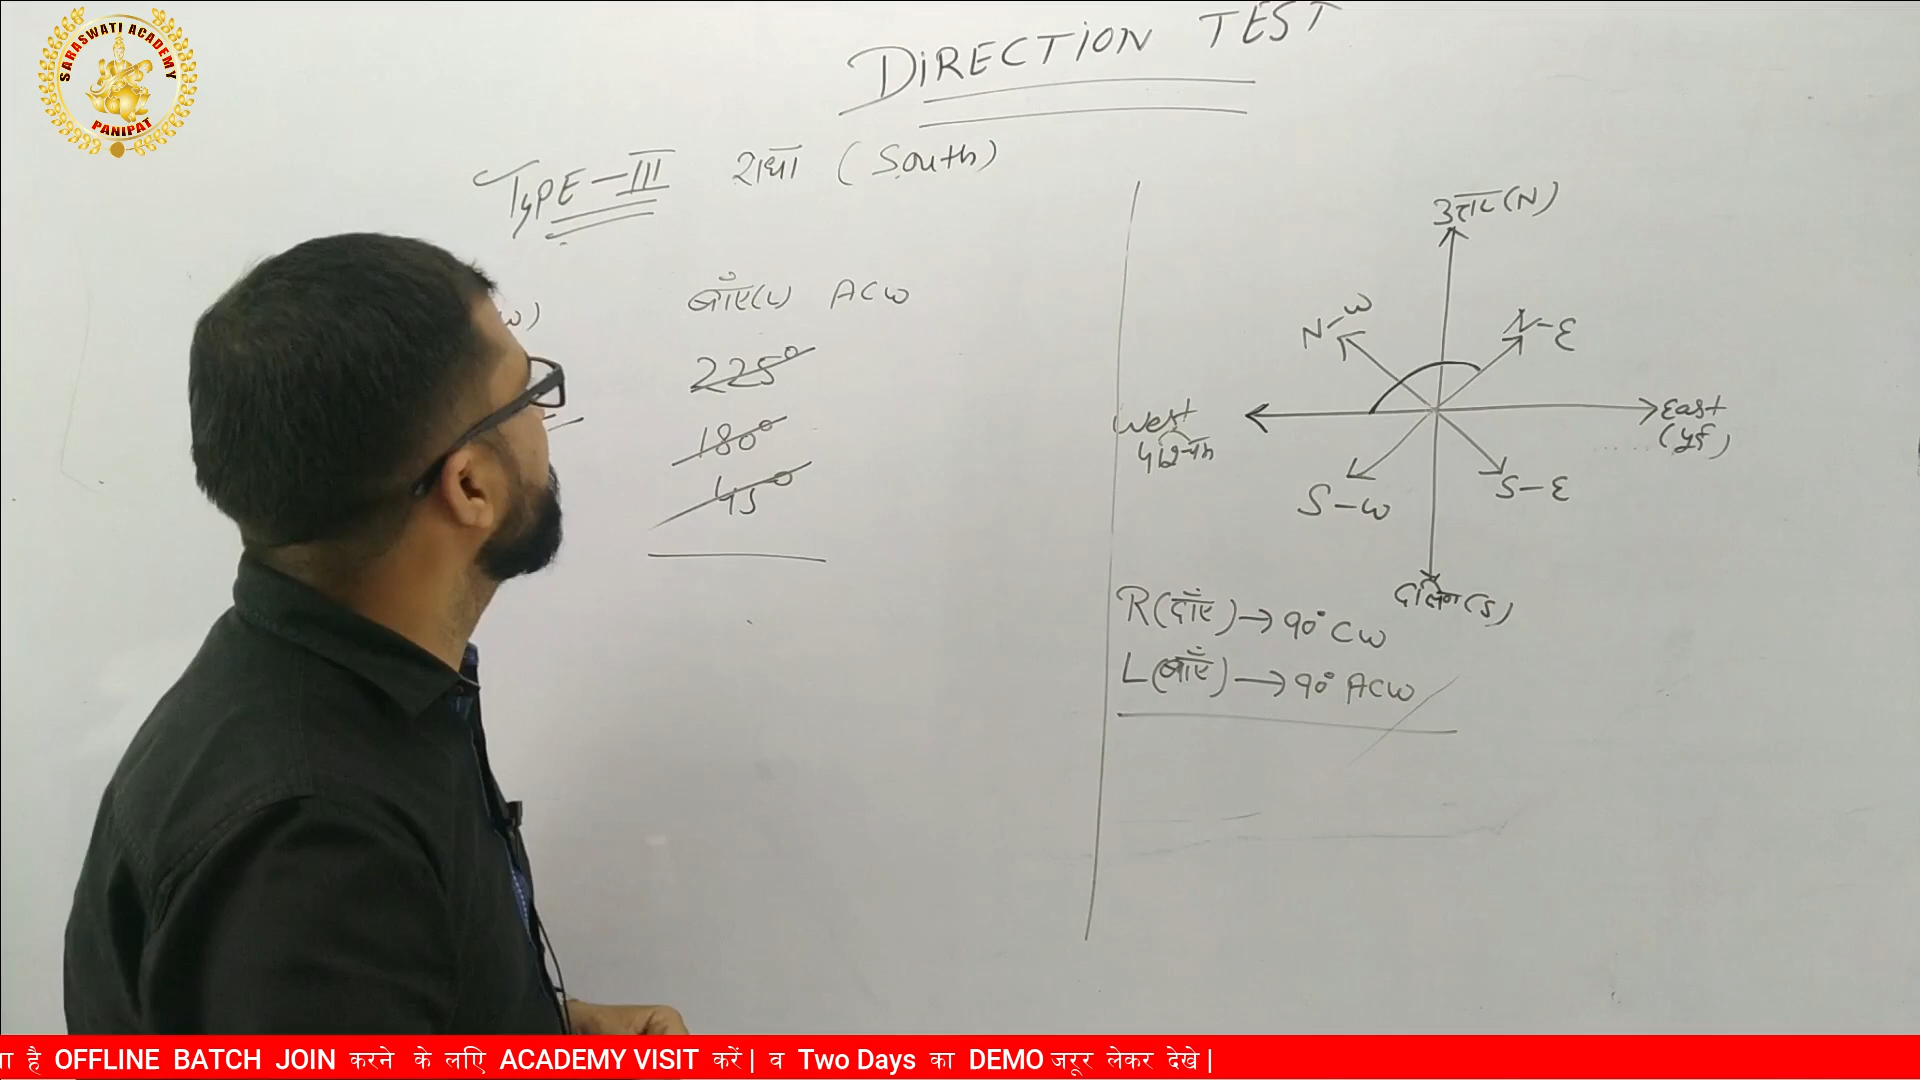 SARASWATI ACADEMY
PANIPAT
DIRECTION TEST
TYPE-III राधा (South)
बाँए(L) ACW
225°
180°
45°
उत्तर(N)
N-W
N-E
West
पश्चिम
East
(पूर्व)
S-W
S-E
दक्षिण(S)
R(दाँए)→90° CW
L(बाँए)→90° ACW
है OFFLINE BATCH JOIN करने के लिए ACADEMY VISIT करें| व Two Days का DEMO जरूर लेकर देखे|